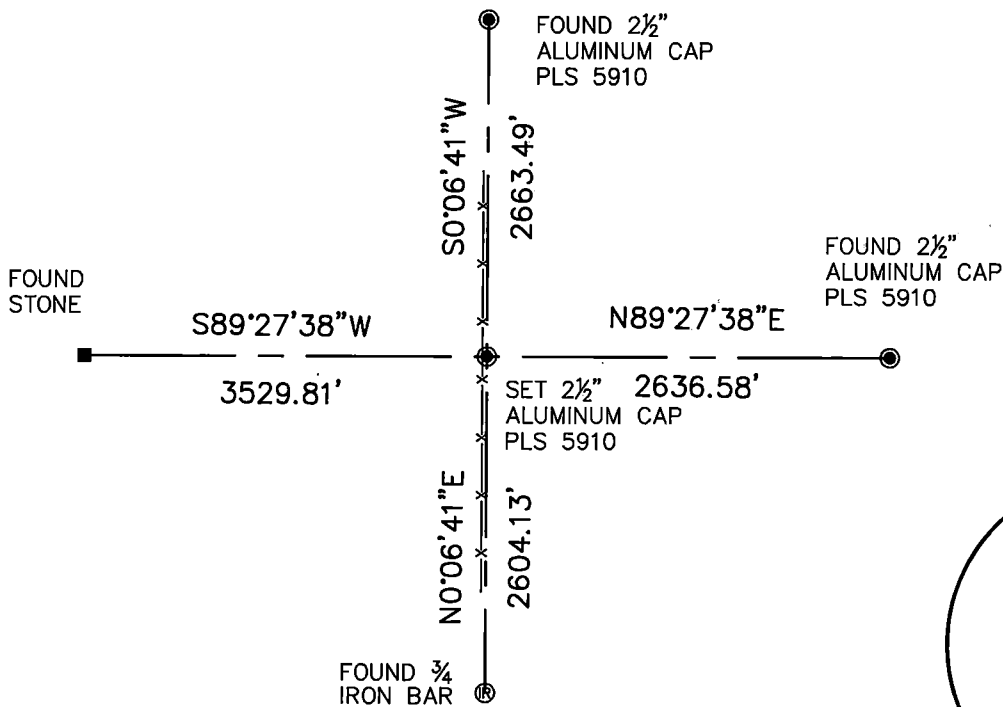 FOUND 2½"
ALUMINUM CAP
PLS 5910
S0°06'41"W
2663.49'
FOUND 2½"
ALUMINUM CAP
PLS 5910
FOUND
STONE
S89°27'38"W
N89°27'38"E
3529.81'
2636.58'
SET 2½"
ALUMINUM CAP
PLS 5910
N0°06'41"E
2604.13'
FOUND ¾
IRON BAR
IR